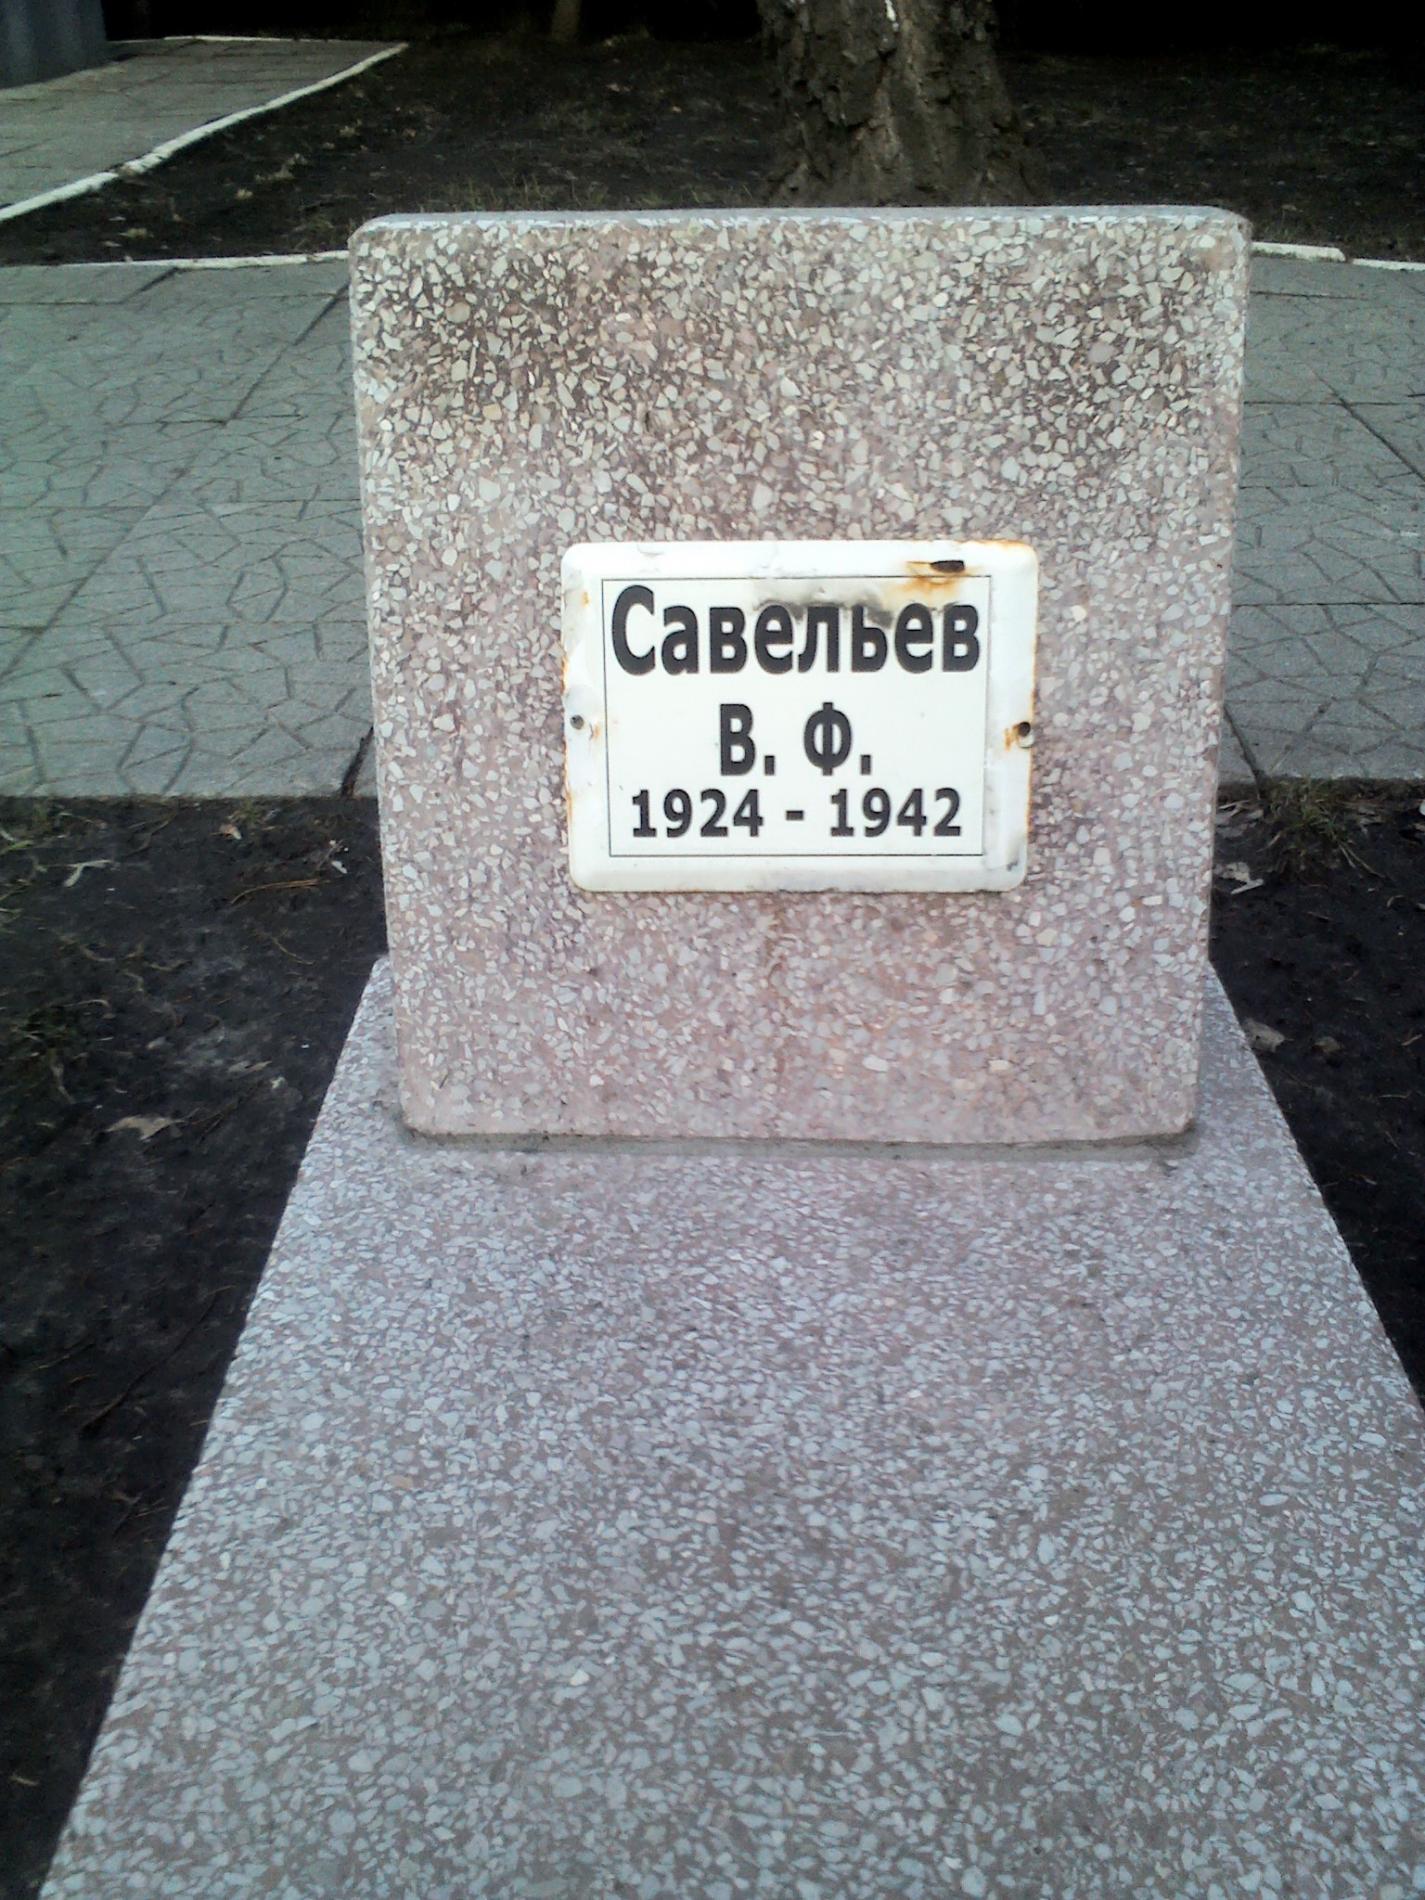 Савельев
В. Ф.
1924 - 1942